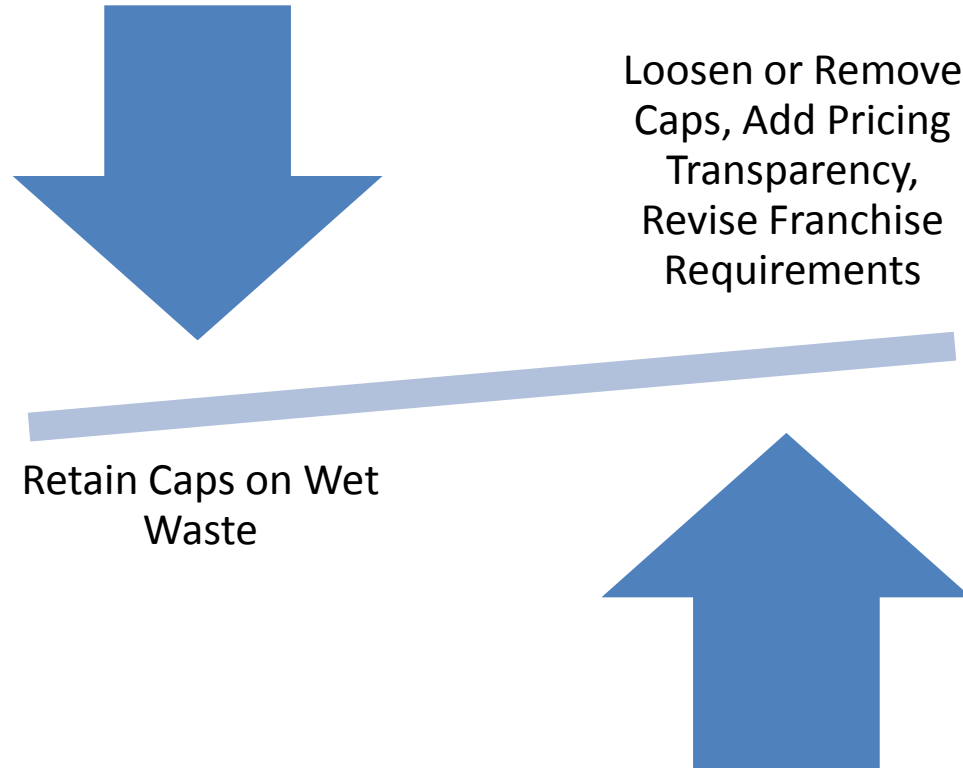 Loosen or Remove
Caps, Add Pricing
Transparency,
Revise Franchise
Requirements
Retain Caps on Wet
Waste